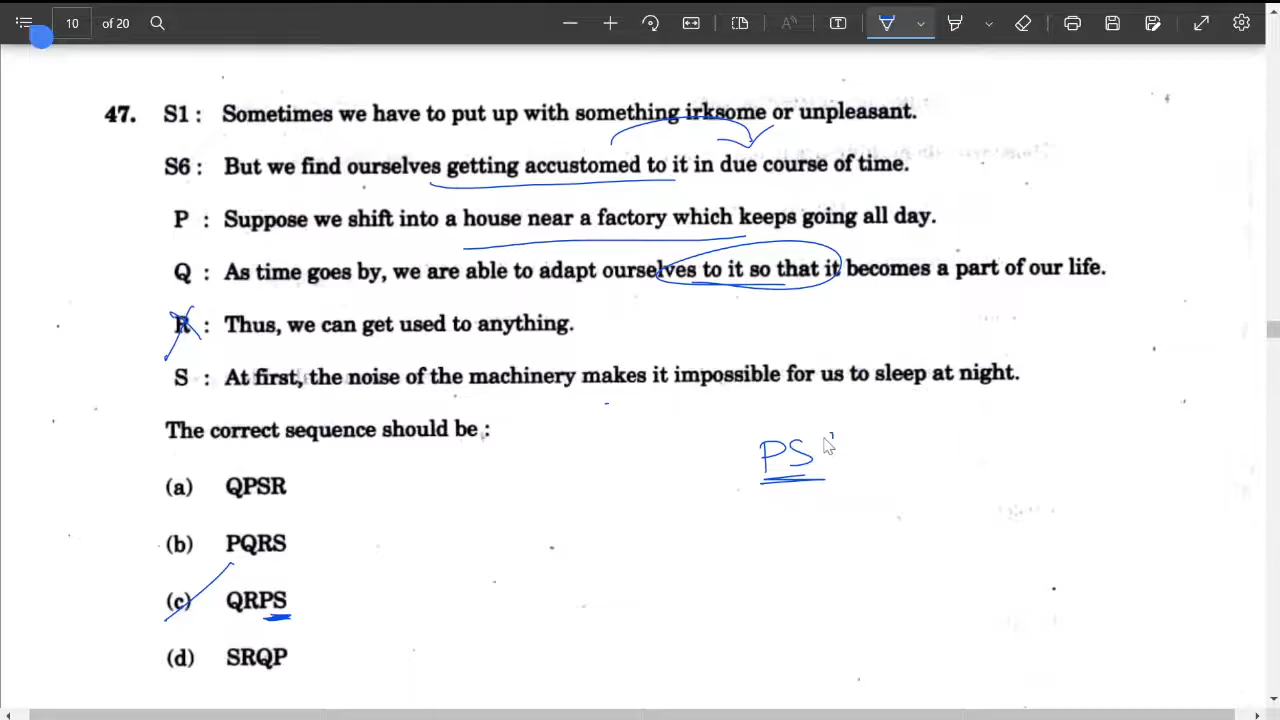 10 of 20
47. S1 : Sometimes we have to put up with something irksome or unpleasant.
S6 : But we find ourselves getting accustomed to it in due course of time.
P : Suppose we shift into a house near a factory which keeps going all day.
Q : As time goes by, we are able to adapt ourselves to it so that it becomes a part of our life.
R : Thus, we can get used to anything.
S : At first, the noise of the machinery makes it impossible for us to sleep at night.
The correct sequence should be :
PS
(a) QPSR
(b) PQRS
(c) QRPS
(d) SRQP